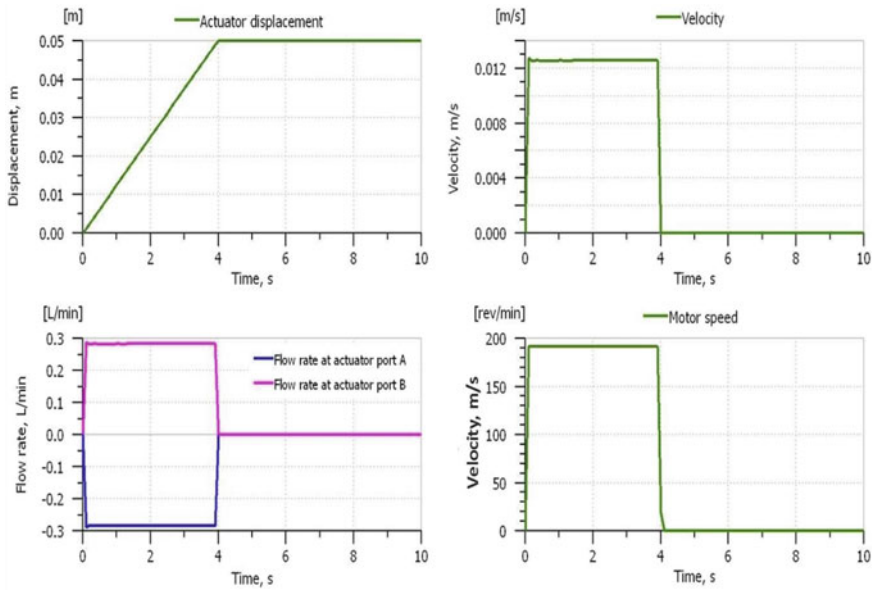 [m]
Actuator displacement
Displacement, m
0.05
0.04
0.03
0.02
0.01
0.00
0 2 4 6 8 10
Time, s
[m/s]
Velocity
Velocity, m/s
0.012
0.008
0.004
0.000
0 2 4 6 8 10
Time, s
[L/min]
Flow rate, L/min
0.3
0.2
0.1
0.0
-0.1
-0.2
-0.3
Flow rate at actuator port A
Flow rate at actuator port B
0 2 4 6 8 10
Time, s
[rev/min]
Motor speed
Velocity, m/s
200
150
100
50
0
0 2 4 6 8 10
Time, s